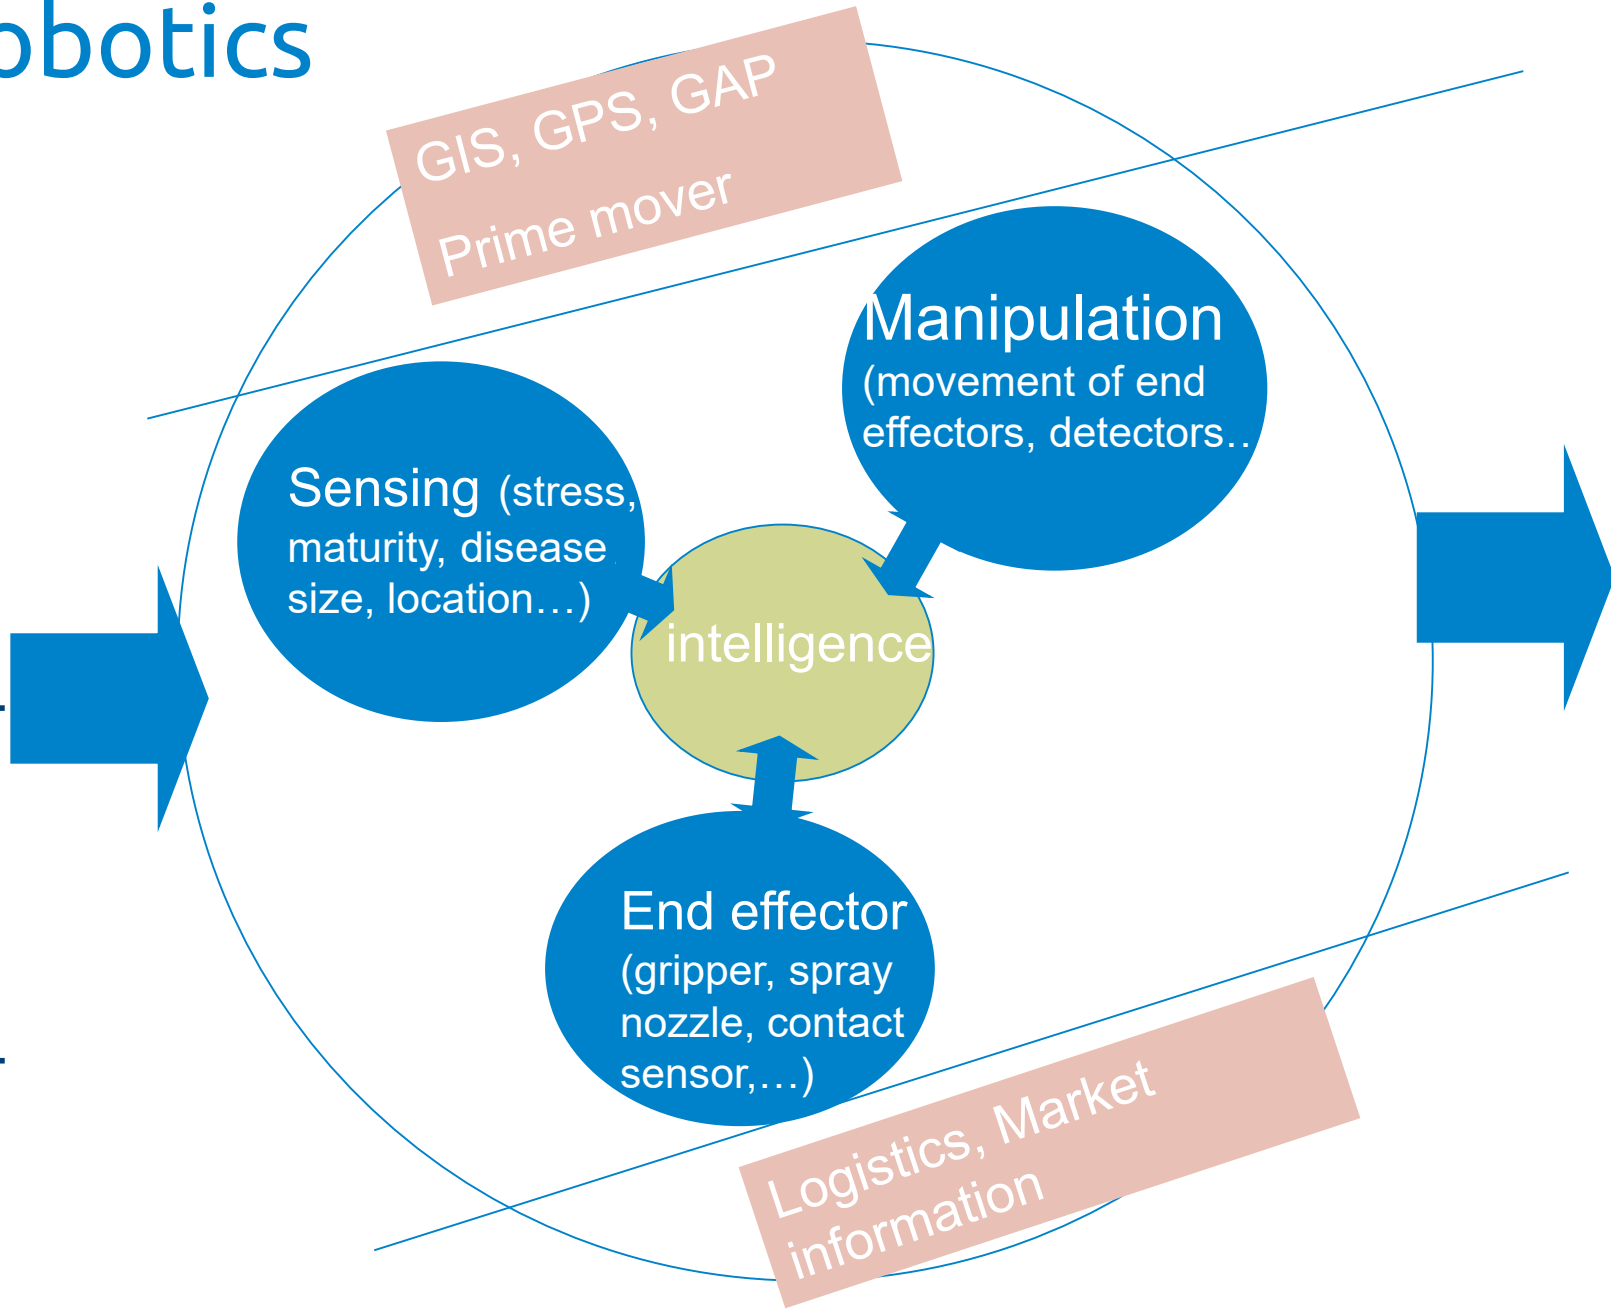 obotics
GIS, GPS, GAP
Prime mover
Manipulation
(movement of end
effectors, detectors..
Sensing (stress,
maturity, disease
size, location…)
intelligence
End effector
(gripper, spray
nozzle, contact
sensor,…)
Logistics, Market
information